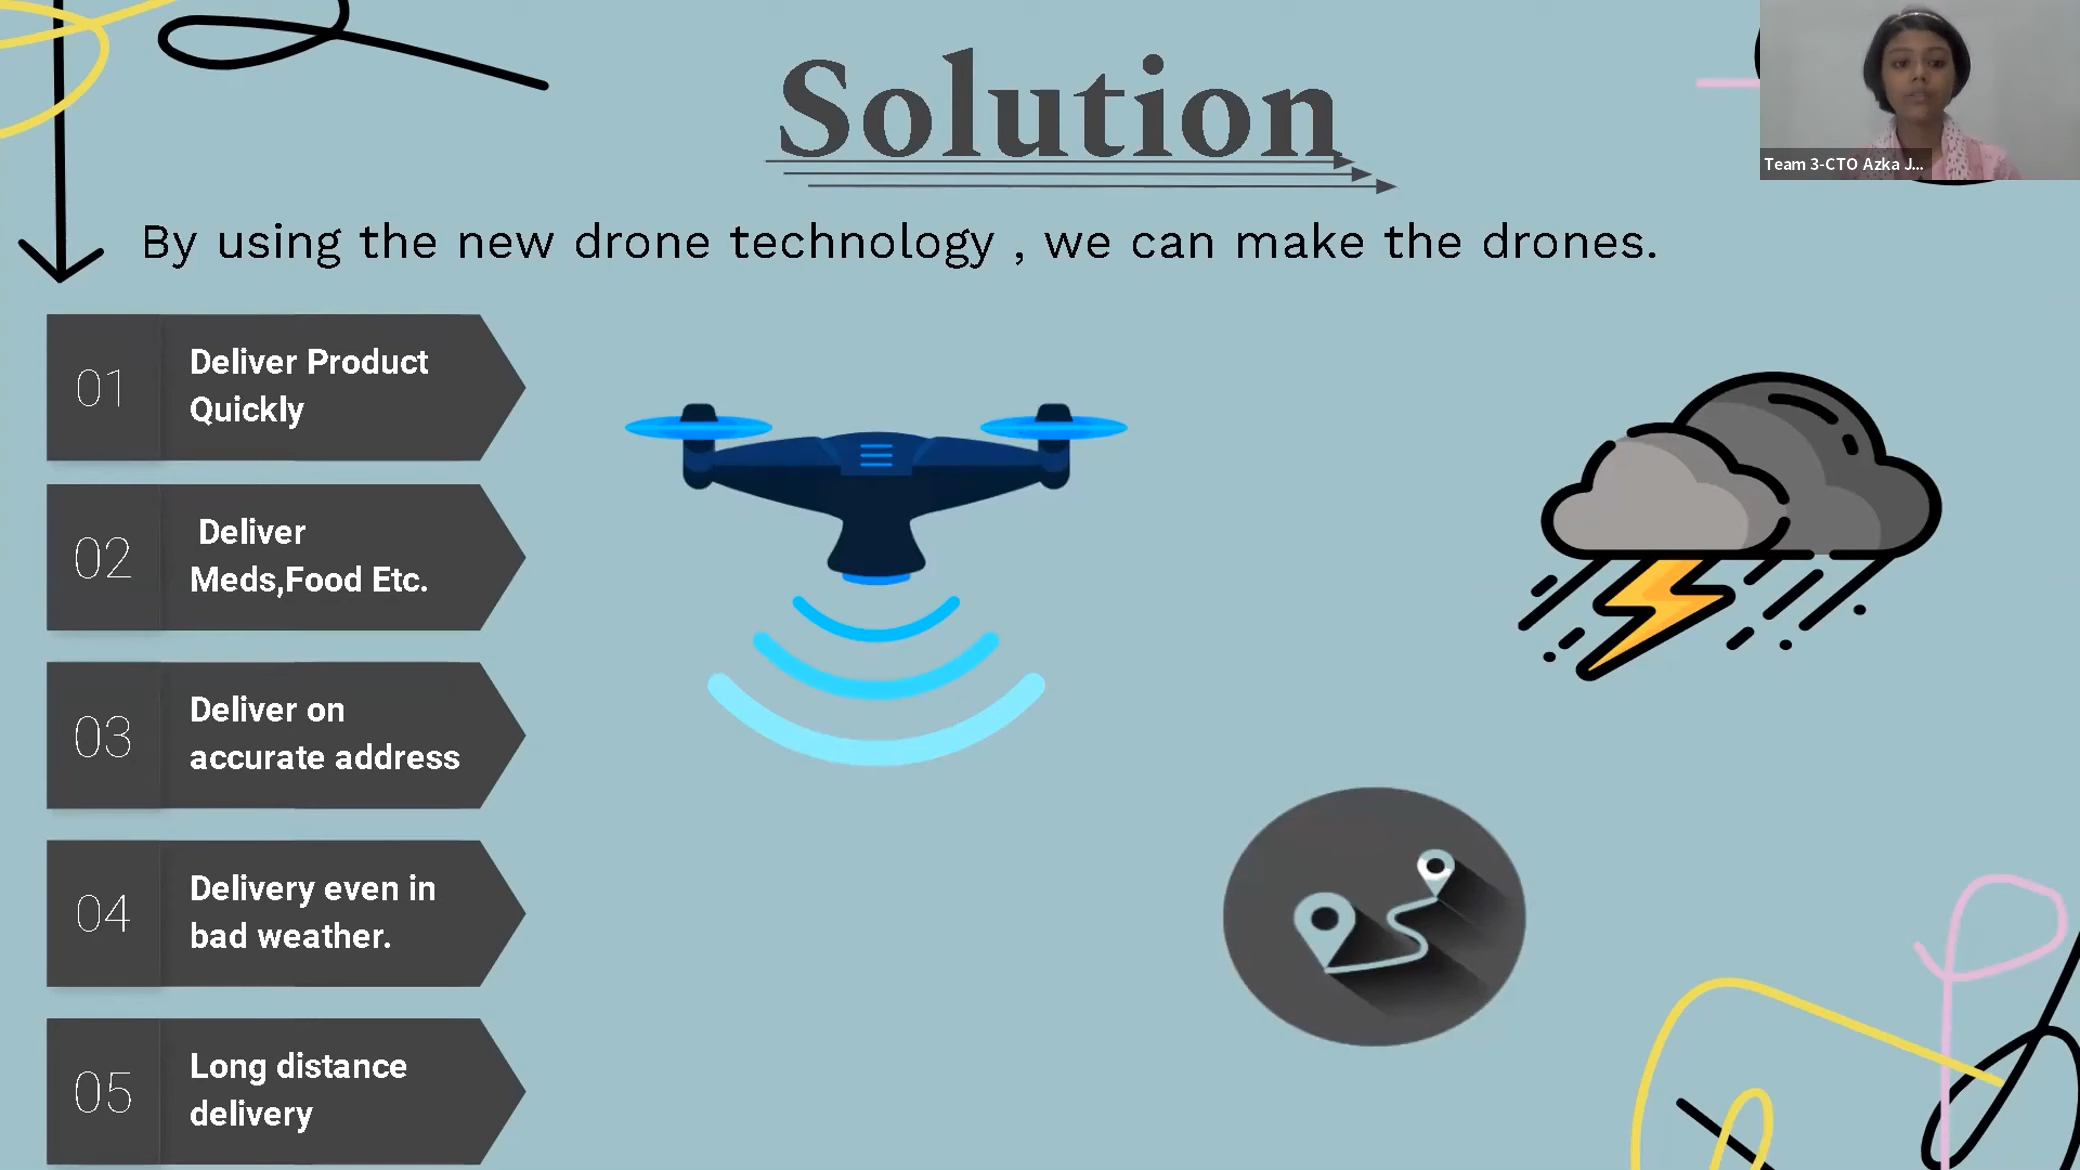 Solution
Team 3-CTO Azka J...
By using the new drone technology , we can make the drones.
01
Deliver Product
Quickly
02
Deliver
Meds,Food Etc.
03
Deliver on
accurate address
04
Delivery even in
bad weather.
05
Long distance
delivery